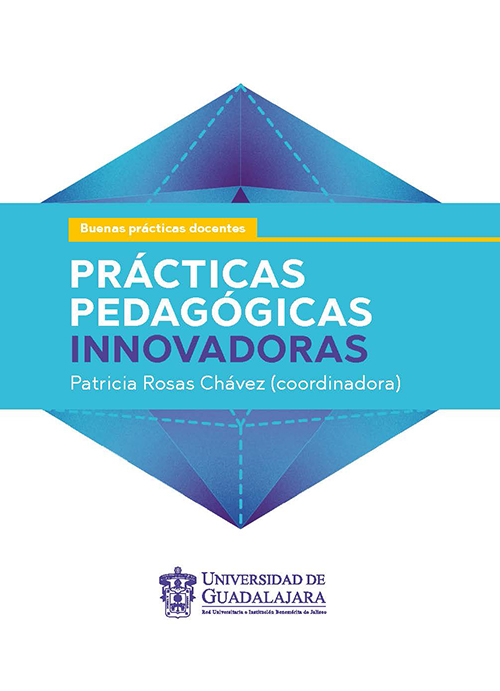 Buenas prácticas docentes
PRÁCTICAS
PEDAGÓGICAS
INNOVADORAS
Patricia Rosas Chávez (coordinadora)
UNIVERSIDAD DE
GUADALAJARA
Red Universitaria e Institución Benemérita de Jalisco